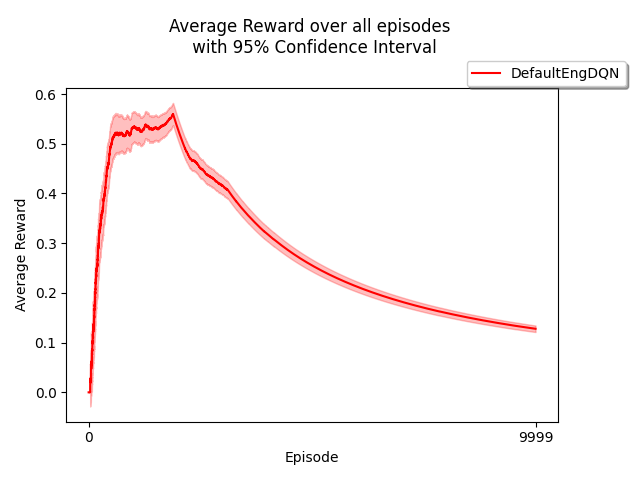 Average Reward over all episodes
with 95% Confidence Interval
DefaultEngDQN
0.6
0.5
0.4
0.3
0.2
0.1
0.0
Average Reward
0
9999
Episode